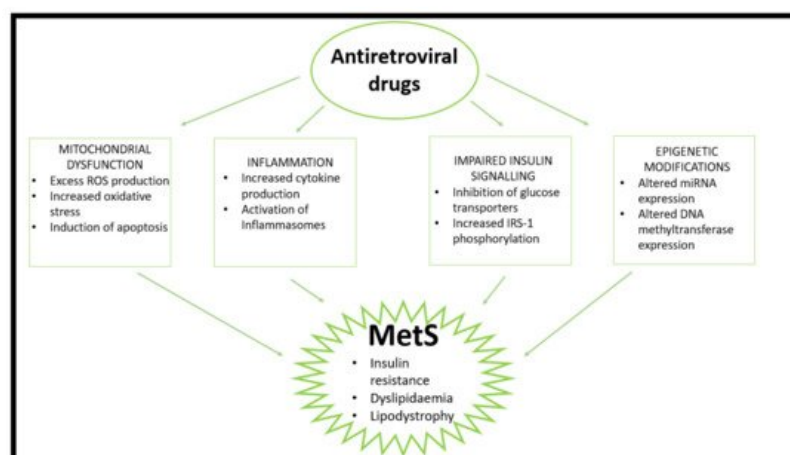 Antiretroviral
drugs
MITOCHONDRIAL
DYSFUNCTION
• Excess ROS production
• Increased oxidative
stress
• Induction of apoptosis
INFLAMMATION
• Increased cytokine
production
• Activation of
Inflammasomes
IMPAIRED INSULIN
SIGNALLING
• Inhibition of glucose
transporters
• Increased IRS-1
phosphorylation
EPIGENETIC
MODIFICATIONS
• Altered miRNA
expression
• Altered DNA
methyltransferase
expression
MetS
• Insulin
resistance
• Dyslipidaemia
• Lipodystrophy